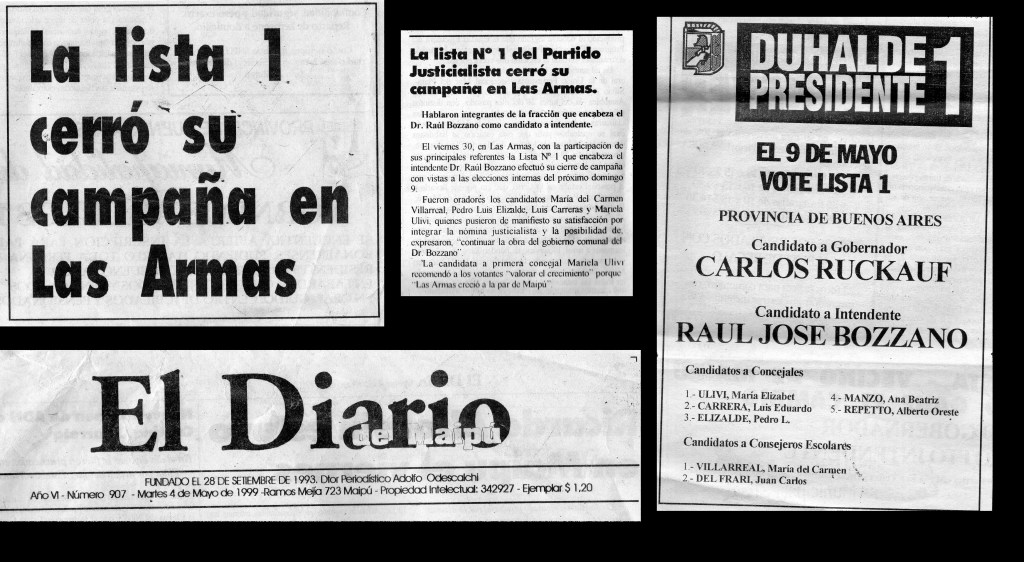 La lista 1
cerró su
campaña en
Las Armas
La lista Nº 1 del Partido
Justicialista cerró su
campaña en Las Armas.
Hablaron integrantes de la fracción que encabeza el
Dr. Raúl Bozzano como candidato a intendente.
El viernes 30, en Las Armas, con la participación de
sus principales referentes la Lista Nº 1 que encabeza el
intendente Dr. Raúl Bozzano efectuó su cierre de campaña
con vistas a las elecciones internas del próximo domingo
9.
Fueron oradorés los candidatos María del Carmen
Villarreal, Pedro Luis Elizalde, Luis Carreras y Mariela
Ulivi, quienes pusieron de manifiesto su satisfacción por
integrar la nómina justicialista y la posibilidad de,
expresaron, "continuar la obra del gobierno comunal del
Dr. Bozzano"
"La candidata a primera concejal Mariela Ulivi
recomendó a los votantes "valorar el crecimiento" porque
"Las Armas creció a la par de Maipú"
DUHALDE
PRESIDENTE 1
EL 9 DE MAYO
VOTE LISTA 1
PROVINCIA DE BUENOS AIRES
Candidato a Gobernador
CARLOS RUCKAUF
Candidato a Intendente
RAUL JOSE BOZZANO
Candidatos a Concejales
1.- ULIVI, María Elizabet
2.- CARRERA, Luis Eduardo
3.- ELIZALDE, Pedro L.
4.- MANZO, Ana Beatriz
5.- REPETTO, Alberto Oreste
Candidatos a Consejeros Escolares
1 - VILLARREAL, María del Carmen
2 - DEL FRARI, Juan Carlos
El Diario
de Maipú
FUNDADO EL 28 DE SETIEMBRE DE 1993. Dtor Periodístico Adolfo Odescalchi
Año VI - Número 907 - Martes 4 de Mayo de 1999 -Ramos Mejía 723 Maipú - Propiedad Intelectual: 342927 - Ejemplar $ 1,20